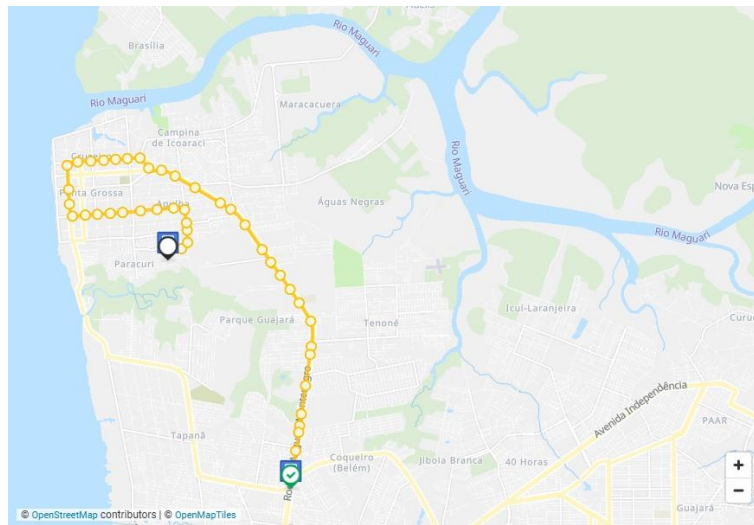 Brasília
Rio Maguari
Rio Maguari
Maracacuera
Campina
de Icoaraci
Rio Maguari
Ponta Grossa
Águas Negras
Nova Esp
Rio Maguari
Paracuri
Icuí-Laranjeira
Parque Guajará
Tenoné
Curuç
Avenida Independência
Tapanã
Coqueiro
(Belém)
Jibóia Branca
40 Horas
PAAR
Guajará
+
−
© OpenStreetMap contributors | © OpenMapTiles